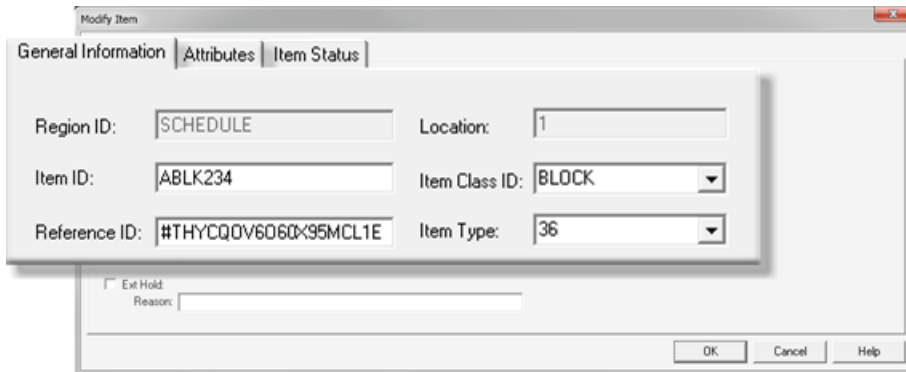 Modify Item
General Information Attributes Item Status
Region ID: SCHEDULE Location: 1
Item ID: ABLK234 Item Class ID: BLOCK
Reference ID: #THYCQ0V6O60X95MCL1E Item Type: 36
Ext Hold:
Reason:
OK Cancel Help